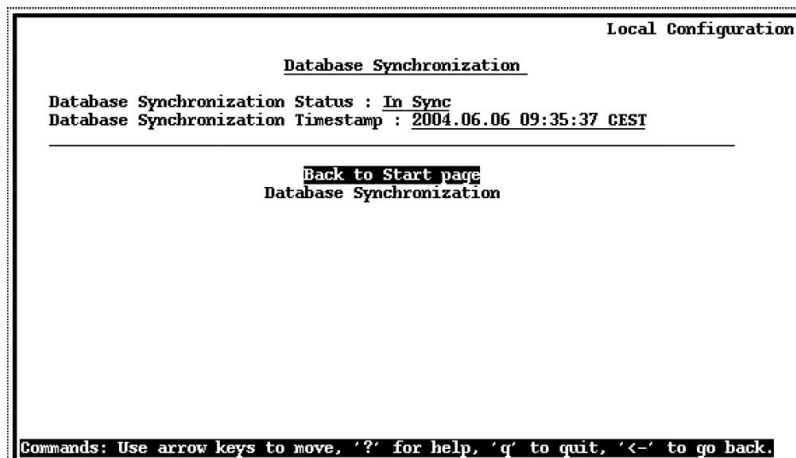 Local Configuration
Database Synchronization
Database Synchronization Status : In Sync
Database Synchronization Timestamp : 2004.06.06 09:35:37 CEST
Back to Start page
Database Synchronization
Commands: Use arrow keys to move, '?' for help, 'q' to quit, '<-' to go back.